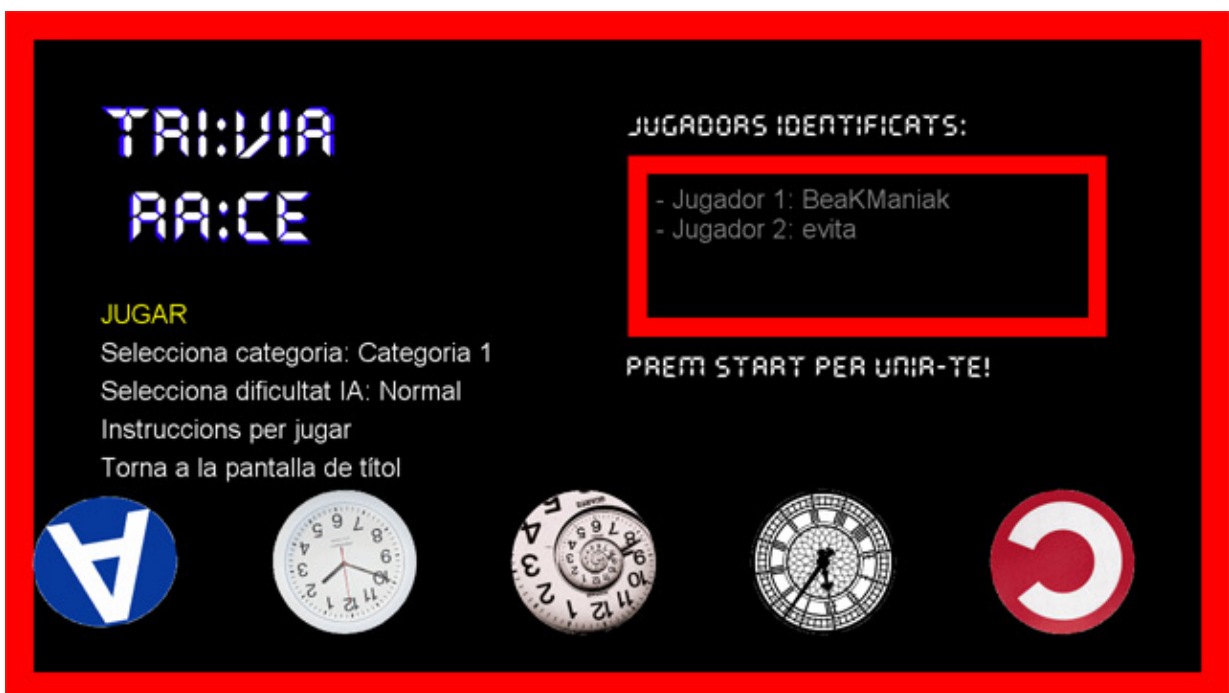 TRI:VIA
RA:CE
JUGAR
Selecciona categoria: Categoria 1
Selecciona dificultat IA: Normal
Instruccions per jugar
Torna a la pantalla de títol
JUGADORS IDENTIFICATS:
- Jugador 1: BeaKManiak
- Jugador 2: evita
PREM START PER UNIR-TE!
A
C